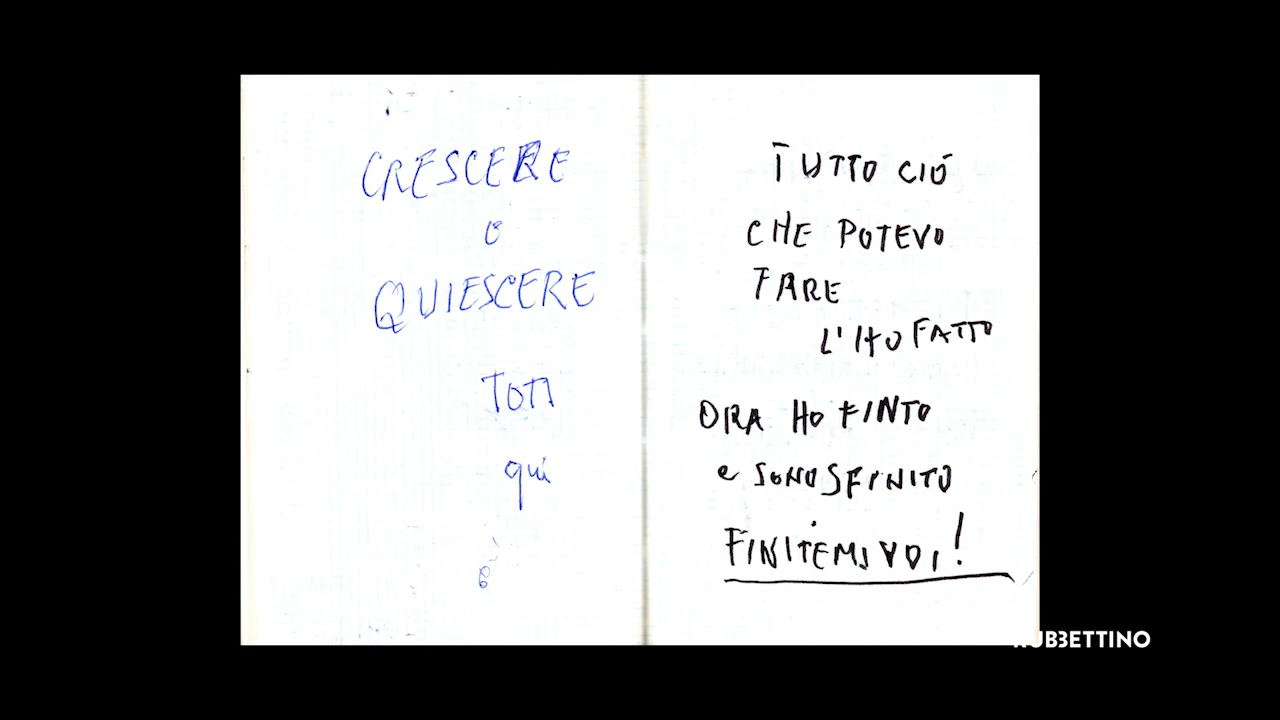 CRESCERE
O
QUIESCERE
TOTI
qui
TUTTO CIÒ
CHE POTEVO
FARE
L'HO FATTO
ORA HO FINTO
e SONO SFINITO
FINITEMI VOI!
RUBBETTINO